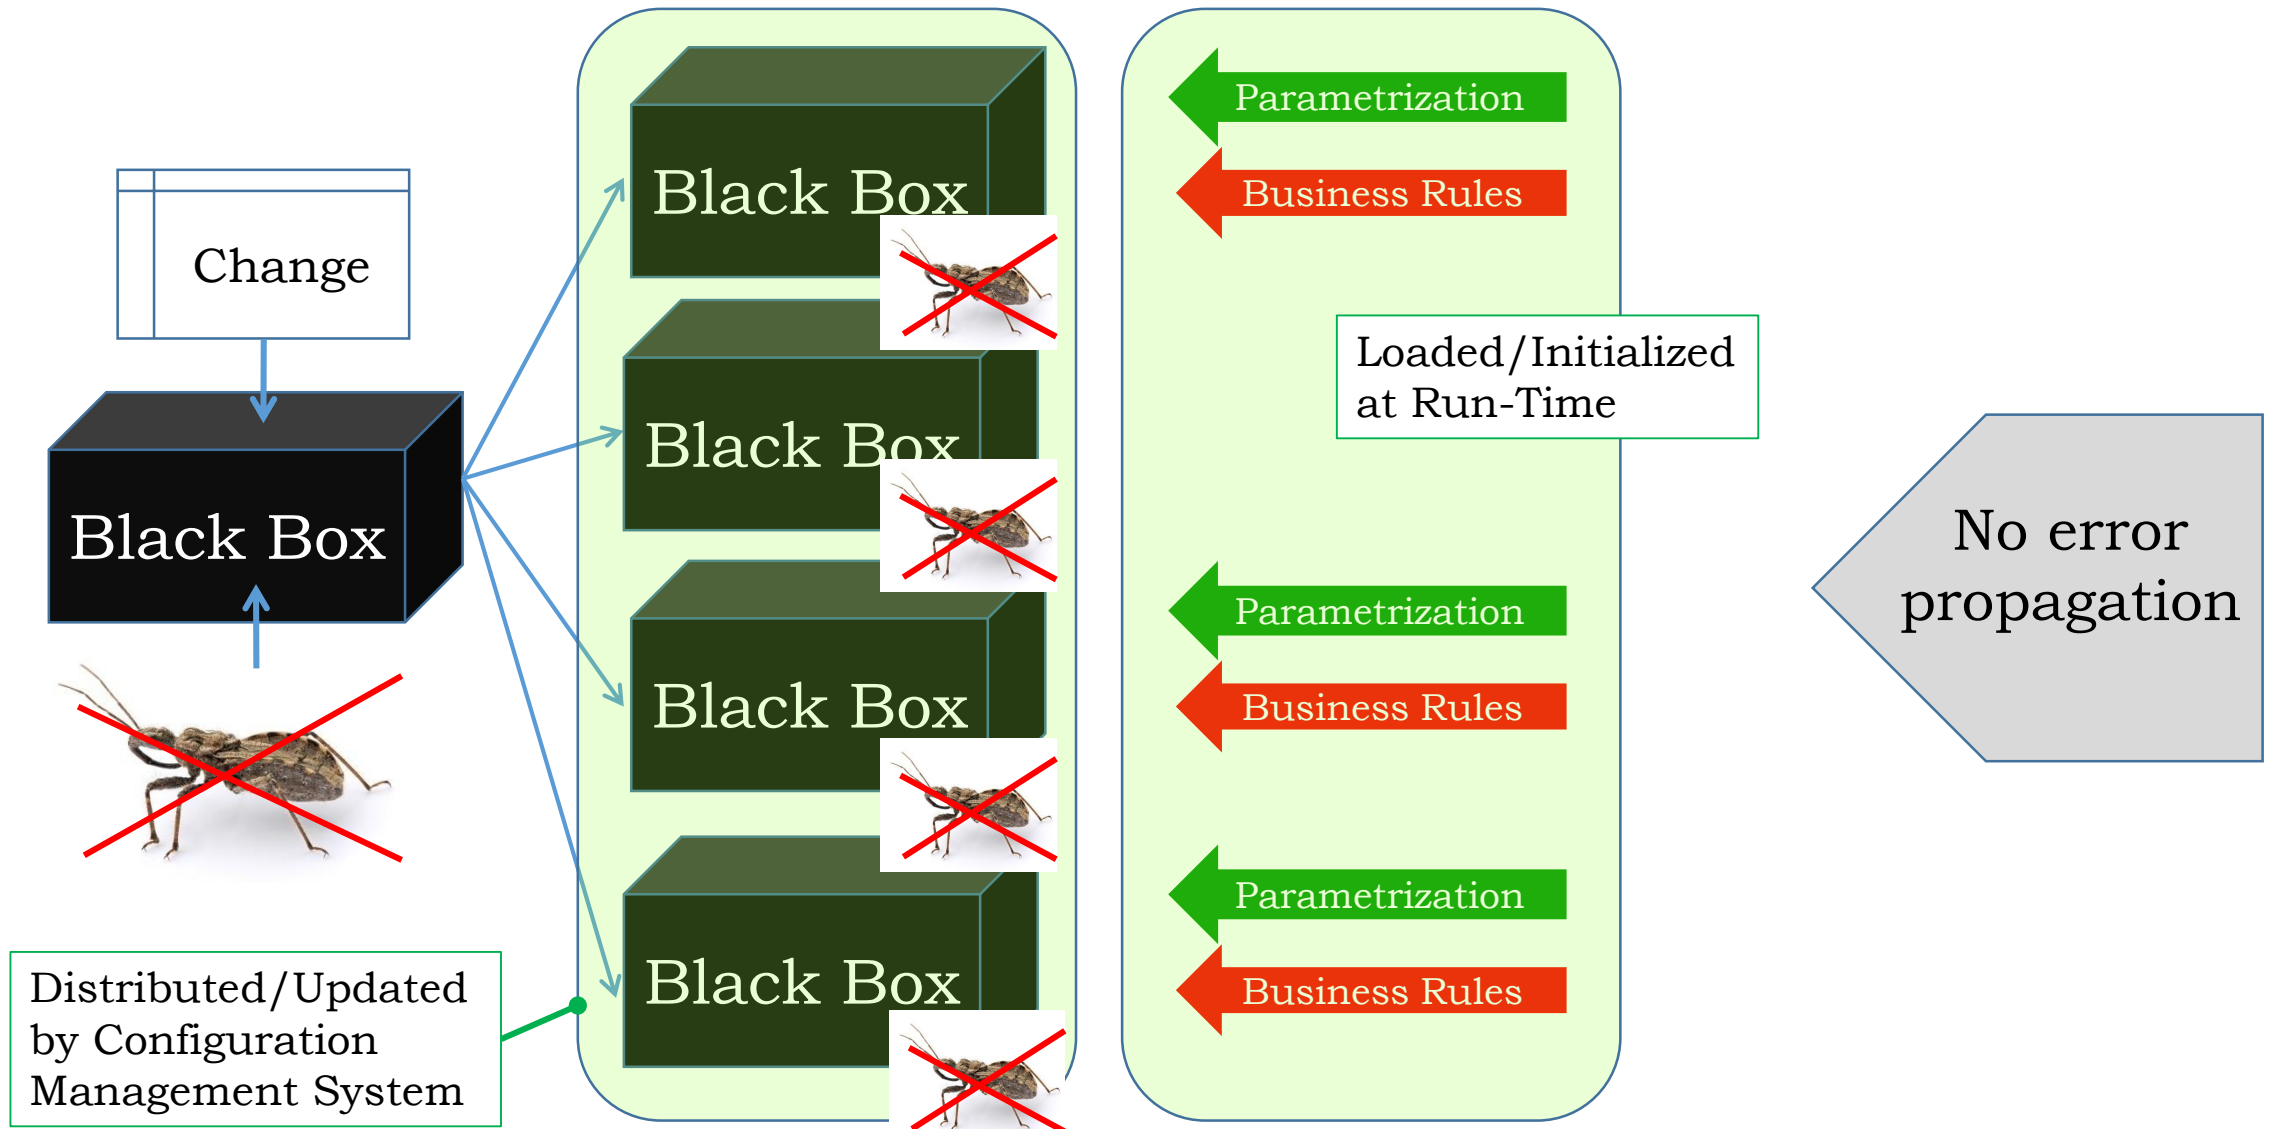 Change
Black Box
Distributed/Updated
by Configuration
Management System
Black Box
Black Box
Black Box
Black Box
Parametrization
Business Rules
Loaded/Initialized
at Run-Time
Parametrization
Business Rules
Parametrization
Business Rules
No error
propagation